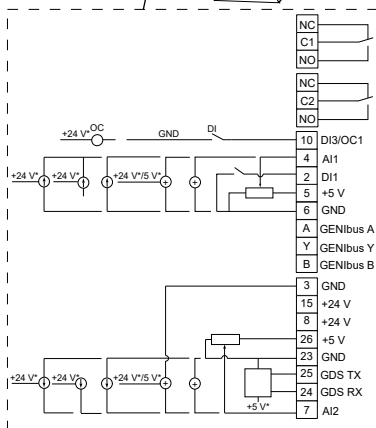 NC
C1
NO
NC
C2
NO
+24 V* OC GND DI 10 DI3/OC1
4 AI1
+24 V* +24 V* +24 V*/5 V* 2 DI1
5 +5 V
6 GND
A GENIbus A
Y GENIbus Y
B GENIbus B
3 GND
15 +24 V
8 +24 V
26 +5 V
23 GND
+24 V* +24 V* +24 V*/5 V* 25 GDS TX
24 GDS RX
+5 V* 7 AI2